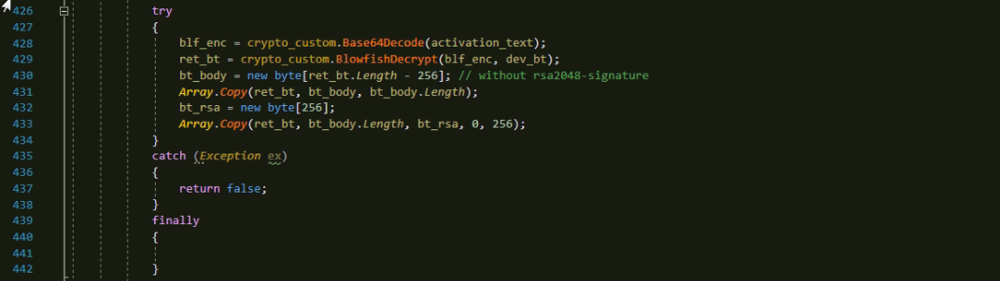 426 try
427 {
428 blf_enc = crypto_custom.Base64Decode(activation_text);
429 ret_bt = crypto_custom.BlowfishDecrypt(blf_enc, dev_bt);
430 bt_body = new byte[ret_bt.Length - 256]; // without rsa2048-signature
431 Array.Copy(ret_bt, bt_body, bt_body.Length);
432 bt_rsa = new byte[256];
433 Array.Copy(ret_bt, bt_body.Length, bt_rsa, 0, 256);
434 }
435 catch (Exception ex)
436 {
437 return false;
438 }
439 finally
440 {
441
442 }